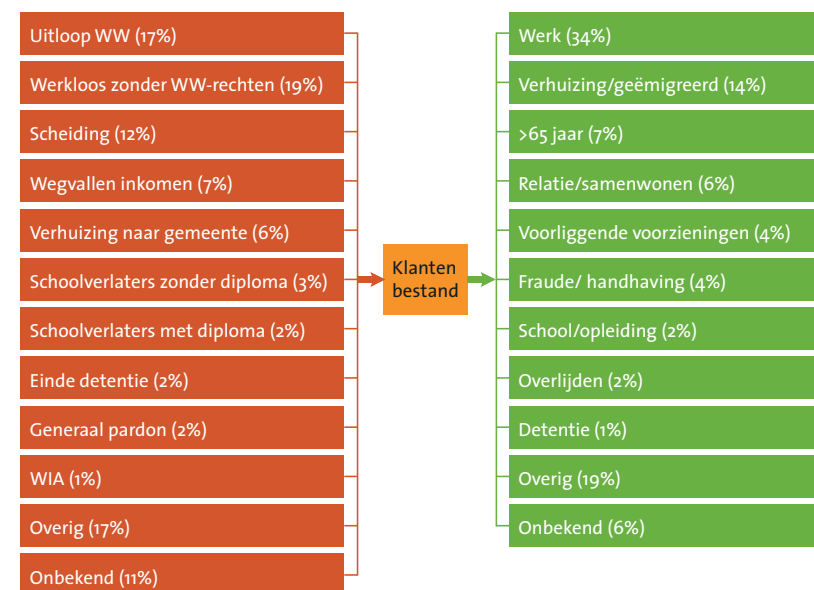 Uitloop WW (17%)
Werkloos zonder WW-rechten (19%)
Scheiding (12%)
Wegvallen inkomen (7%)
Verhuizing naar gemeente (6%)
Schoolverlaters zonder diploma (3%)
Schoolverlaters met diploma (2%)
Einde detentie (2%)
Generaal pardon (2%)
WIA (1%)
Overig (17%)
Onbekend (11%)
Klanten
bestand
Werk (34%)
Verhuizing/geëmigreerd (14%)
>65 jaar (7%)
Relatie/samenwonen (6%)
Voorliggende voorzieningen (4%)
Fraude/ handhaving (4%)
School/opleiding (2%)
Overlijden (2%)
Detentie (1%)
Overig (19%)
Onbekend (6%)